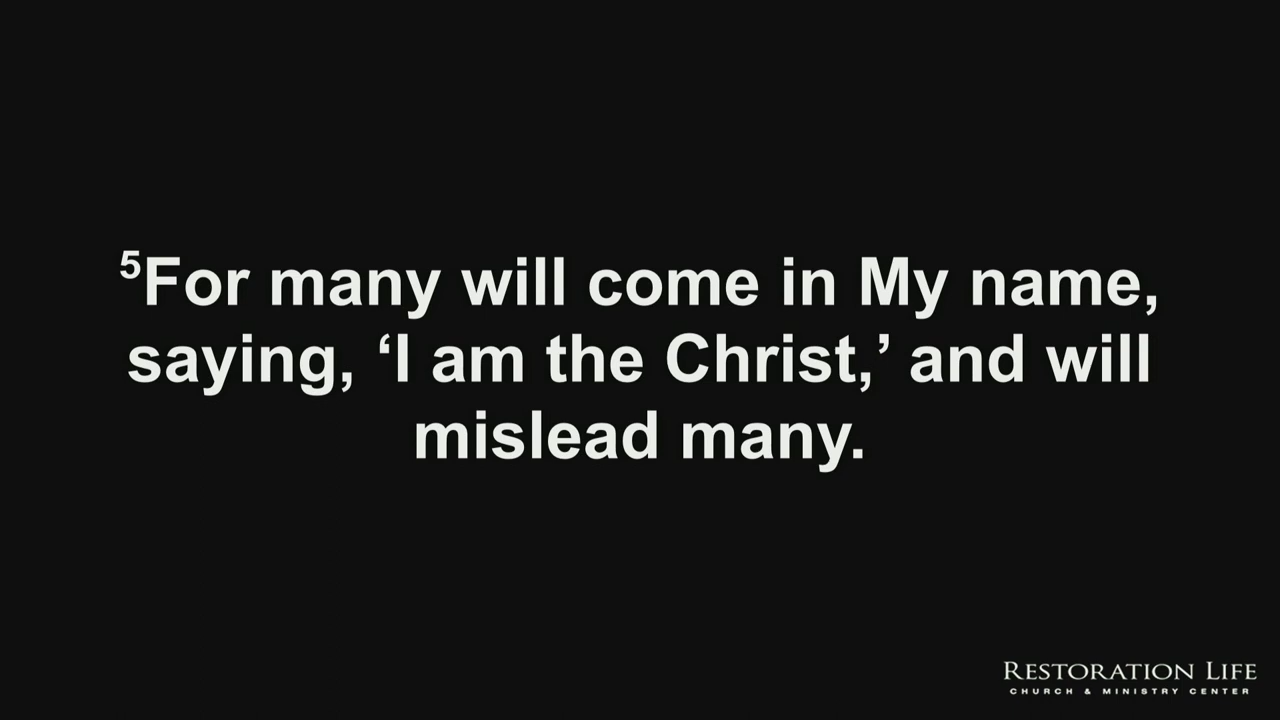 ⁵For many will come in My name,
saying, ‘I am the Christ,’ and will
mislead many.
RESTORATION LIFE
CHURCH & MINISTRY CENTER